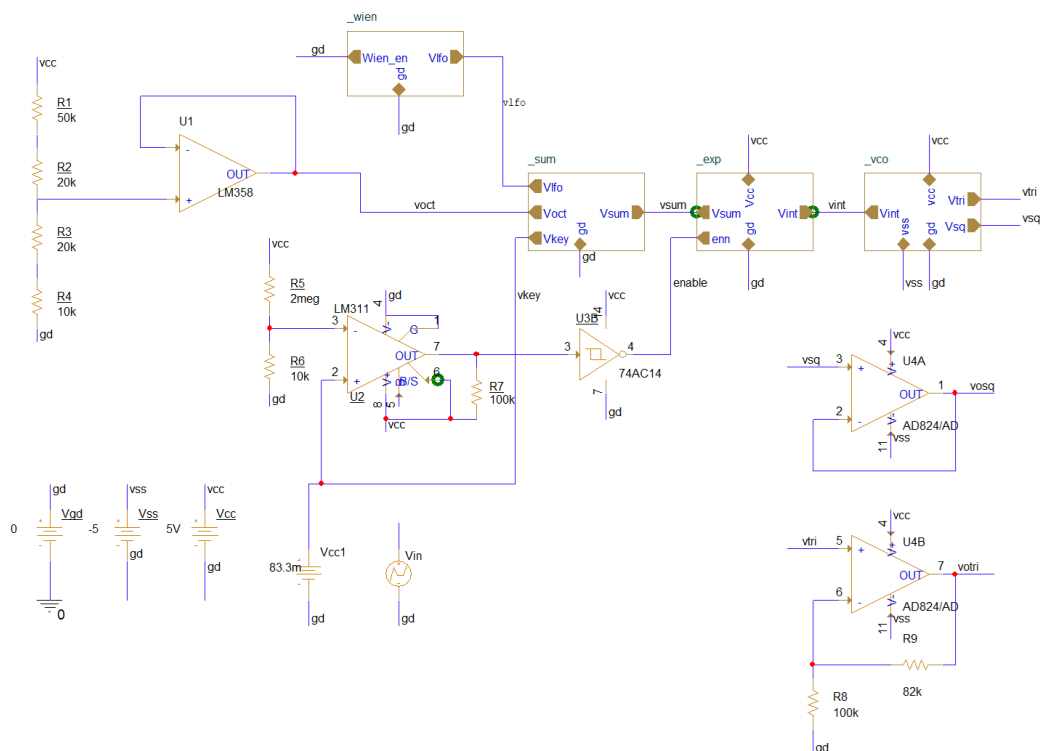 _wien
gd
Wien_en
Vlfo
gd
gd
vlfo
vcc
R1
50k
R2
20k
R3
20k
R4
10k
gd
U1
-
+
OUT
LM358
voct
_sum
Vlfo
Voct
Vkey
Vsum
gd
gd
vsum
_exp
vcc
Vcc
Vsum
enn
Vint
gd
gd
vint
_vco
vcc
vcc
Vint
Vtri
Vsq
vss
gd
vss
gd
vtri
vsq
vcc
R5
2meg
R6
10k
gd
LM311
gd
4
V-
G
1
3
-
2
+
OUT
7
B/S
6
V+
B
8
5
U2
vcc
R7
100k
vkey
enable
vcc
14
U3B
3
4
74AC14
7
gd
vsq
3
+
2
-
vcc
4
V+
U4A
OUT
1
vosq
V-
11
vss
AD824/AD
gd
Vgd
0
0
vss
Vss
-5
gd
vcc
Vcc
5V
gd
Vcc1
83.3m
gd
Vin
gd
vtri
5
+
6
-
vcc
4
V+
U4B
OUT
7
votri
V-
11
vss
AD824/AD
R9
82k
R8
100k
gd